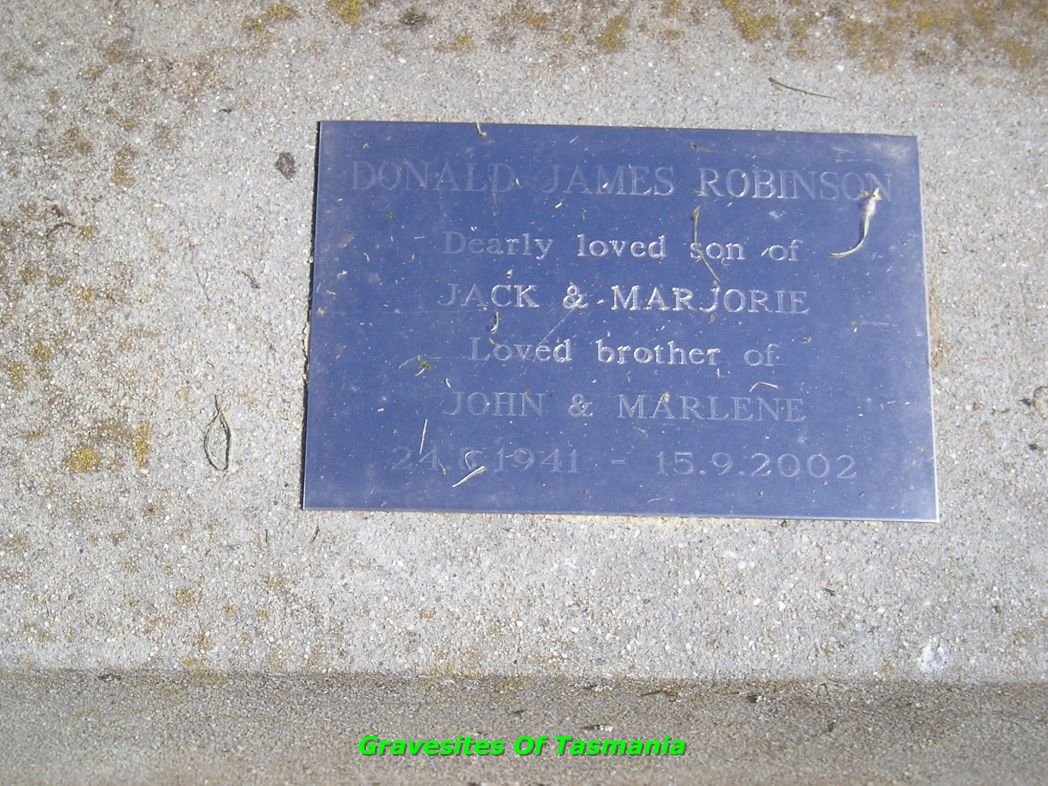 DONALD JAMES ROBINSON
Dearly loved son of
JACK & MARJORIE
Loved brother of
JOHN & MARLENE
24.8.1941 - 15.9.2002
Gravesites Of Tasmania